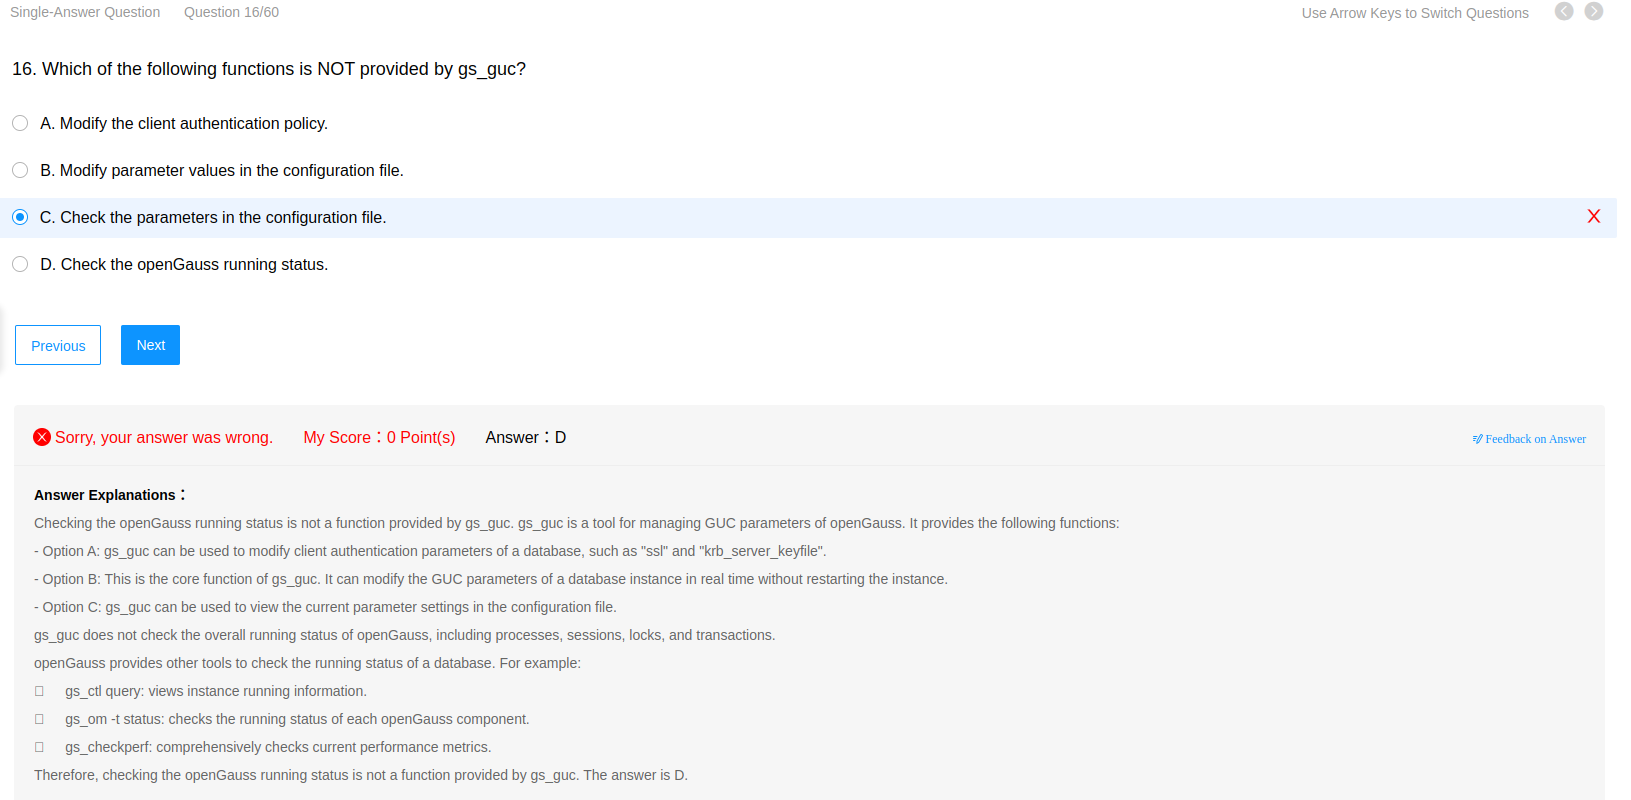 Single-Answer Question Question 16/60 Use Arrow Keys to Switch Questions
16. Which of the following functions is NOT provided by gs_guc?
A. Modify the client authentication policy.
B. Modify parameter values in the configuration file.
C. Check the parameters in the configuration file.
D. Check the openGauss running status.
Previous Next
Sorry, your answer was wrong. My Score：0 Point(s) Answer：D Feedback on Answer
Answer Explanations：
Checking the openGauss running status is not a function provided by gs_guc. gs_guc is a tool for managing GUC parameters of openGauss. It provides the following functions:
- Option A: gs_guc can be used to modify client authentication parameters of a database, such as "ssl" and "krb_server_keyfile".
- Option B: This is the core function of gs_guc. It can modify the GUC parameters of a database instance in real time without restarting the instance.
- Option C: gs_guc can be used to view the current parameter settings in the configuration file.
gs_guc does not check the overall running status of openGauss, including processes, sessions, locks, and transactions.
openGauss provides other tools to check the running status of a database. For example:
gs_ctl query: views instance running information.
gs_om -t status: checks the running status of each openGauss component.
gs_checkperf: comprehensively checks current performance metrics.
Therefore, checking the openGauss running status is not a function provided by gs_guc. The answer is D.